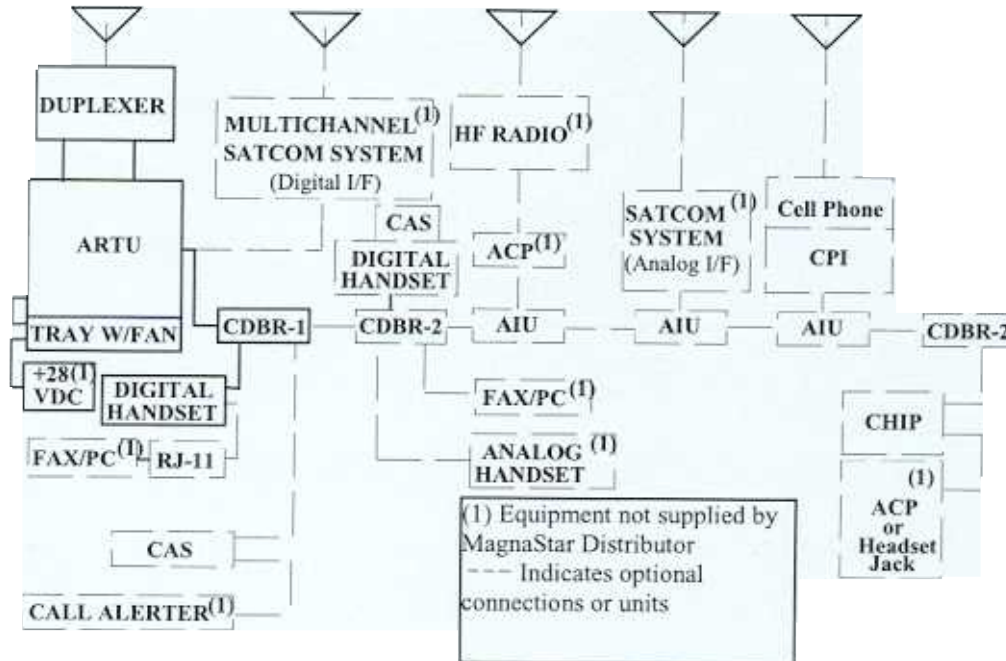 DUPLEXER
MULTICHANNEL(1)
SATCOM SYSTEM
(Digital I/F)
HF RADIO(1)
ARTU
CAS
DIGITAL
HANDSET
ACP(1)
SATCOM(1)
SYSTEM
(Analog I/F)
Cell Phone
CPI
TRAY W/FAN
CDBR-1
CDBR-2
AIU
AIU
AIU
CDBR-2
+28(1)
VDC
DIGITAL
HANDSET
FAX/PC(1)
RJ-11
FAX/PC(1)
ANALOG(1)
HANDSET
CHIP
(1)
ACP
or
Headset
Jack
CAS
CALL ALERTER(1)
(1) Equipment not supplied by
MagnaStar Distributor
--- Indicates optional
connections or units